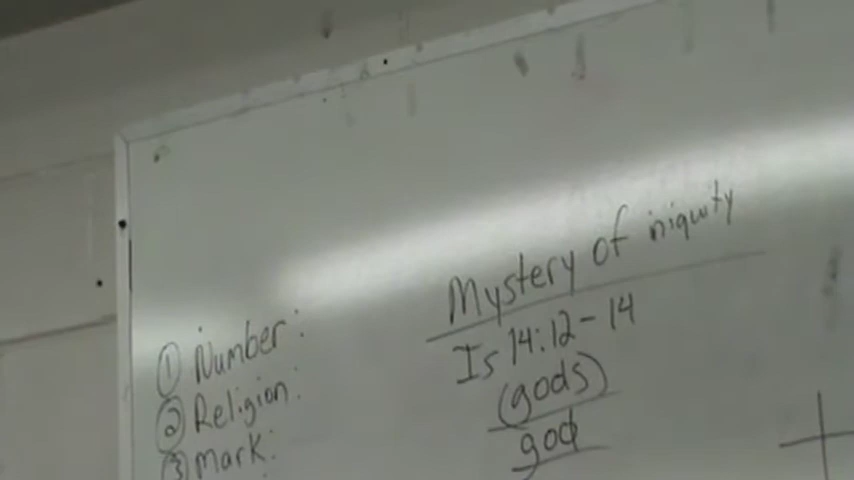 Mystery of iniquity
Is 14:12-14
(gods)
god
① Number:
② Religion:
③ Mark: